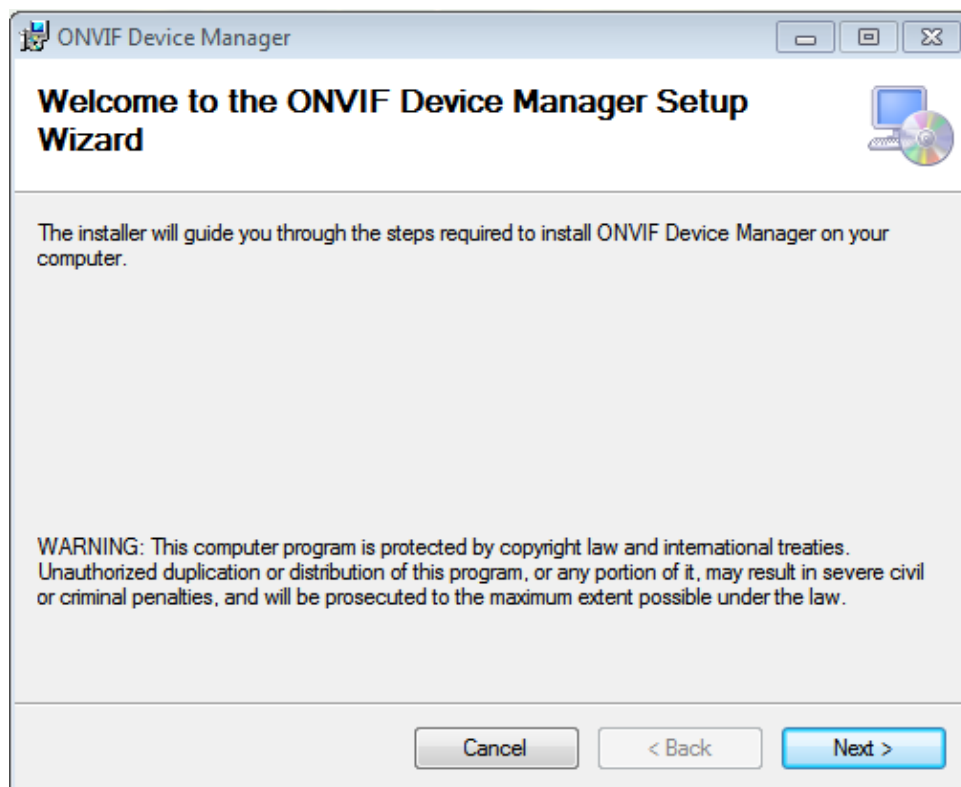 ONVIF Device Manager
Welcome to the ONVIF Device Manager Setup
Wizard
The installer will guide you through the steps required to install ONVIF Device Manager on your
computer.
WARNING: This computer program is protected by copyright law and international treaties.
Unauthorized duplication or distribution of this program, or any portion of it, may result in severe civil
or criminal penalties, and will be prosecuted to the maximum extent possible under the law.
Cancel < Back Next >